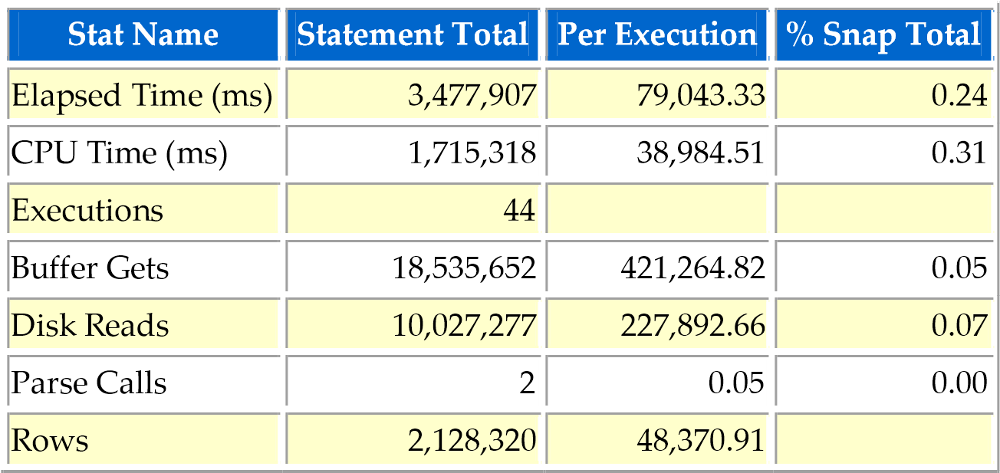 Stat Name Statement Total Per Execution % Snap Total
Elapsed Time (ms) 3,477,907 79,043.33 0.24
CPU Time (ms) 1,715,318 38,984.51 0.31
Executions 44
Buffer Gets 18,535,652 421,264.82 0.05
Disk Reads 10,027,277 227,892.66 0.07
Parse Calls 2 0.05 0.00
Rows 2,128,320 48,370.91